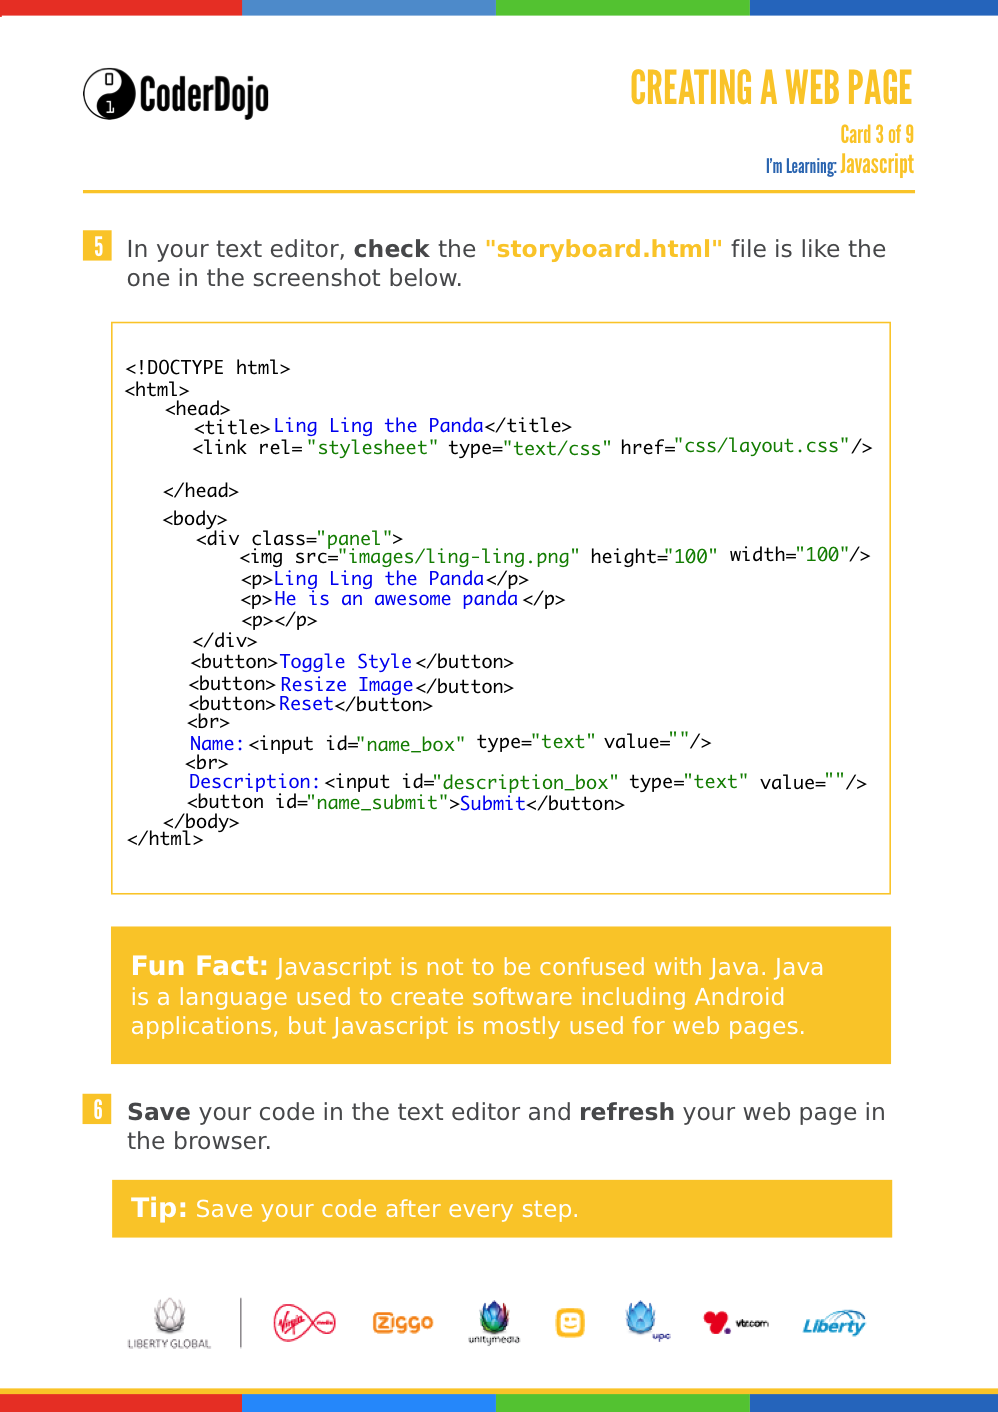 0
1
CoderDojo
CREATING A WEB PAGE
Card 3 of 9
I'm Learning: Javascript
5 In your text editor, check the "storyboard.html" file is like the
one in the screenshot below.
<!DOCTYPE html>
<html>
<head>
<title>Ling Ling the Panda</title>
<link rel="stylesheet" type="text/css" href="css/layout.css"/>
</head>
<body>
<div class="panel">
<img src="images/ling-ling.png" height="100" width="100"/>
<p>Ling Ling the Panda</p>
<p>He is an awesome panda</p>
<p></p>
</div>
<button>Toggle Style</button>
<button>Resize Image</button>
<button>Reset</button>
<br>
Name:<input id="name_box" type="text" value=""/>
<br>
Description:<input id="description_box" type="text" value=""/>
<button id="name_submit">Submit</button>
</body>
</html>
Fun Fact: Javascript is not to be confused with Java. Java
is a language used to create software including Android
applications, but Javascript is mostly used for web pages.
6 Save your code in the text editor and refresh your web page in
the browser.
Tip: Save your code after every step.
LIBERTY GLOBAL
Virgin media
Ziggo
unitymedia
upc
vtr.com
Liberty